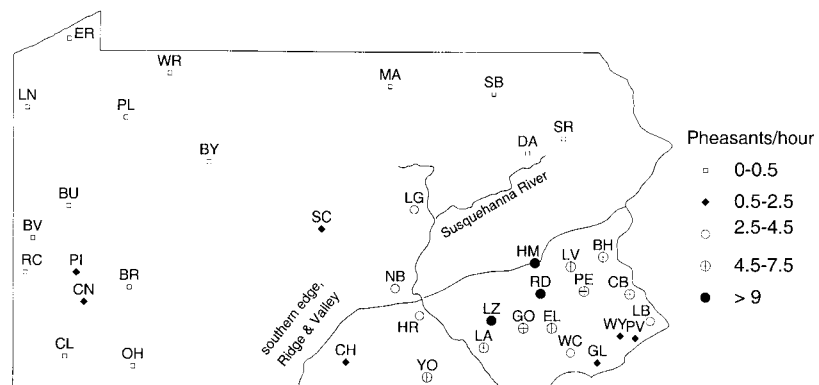 ER
WR
MA
SB
LN
PL
SR
DA
BY
Pheasants/hour
0-0.5
BU
LG
Susquehanna River
0.5-2.5
SC
2.5-4.5
BV
HM
LV
BH
4.5-7.5
RC
PI
BR
NB
RD
PE
CB
> 9
CN
southern edge,
Ridge & Valley
HR
LZ
GO
EL
LB
WY
PV
CL
OH
CH
LA
WC
GL
YO